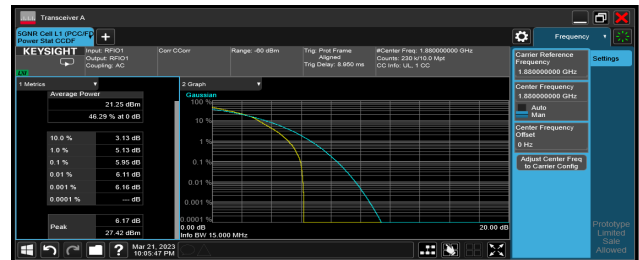 Transceiver A
5GNR Cell L1 (PCC/FD
Power Stat CCDF
KEYSIGHT
Input: RFIO1
Output: RFIO1
Coupling: AC
Corr CCorr
Range: -60 dBm
Trig: Prot Frame
Aligned
Trig Delay: 8.950 ms
#Center Freq: 1.880000000 GHz
Counts: 230 k/10.0 Mpt
CC Info: UL, 1 CC
LXI
Frequency
Settings
Carrier Reference
Frequency
1.880000000 GHz
Center Frequency
1.880000000 GHz
Auto
Man
Center Frequency
Offset
0 Hz
Adjust Center Freq
to Carrier Config
1 Metrics
Average Power
21.25 dBm
46.29 % at 0 dB
10.0 % 3.13 dB
1.0 % 5.13 dB
0.1 % 5.95 dB
0.01 % 6.11 dB
0.001 % 6.16 dB
0.0001 % --- dB
Peak
6.17 dB
27.42 dBm
2 Graph
Gaussian
100 %
10 %
1 %
0.1 %
0.01 %
0.001 %
0.0001 %
0.00 dB
20.00 dB
Info BW 15.000 MHz
Mar 21, 2023
10:05:47 PM
Prototype
Limited
Sale
Allowed